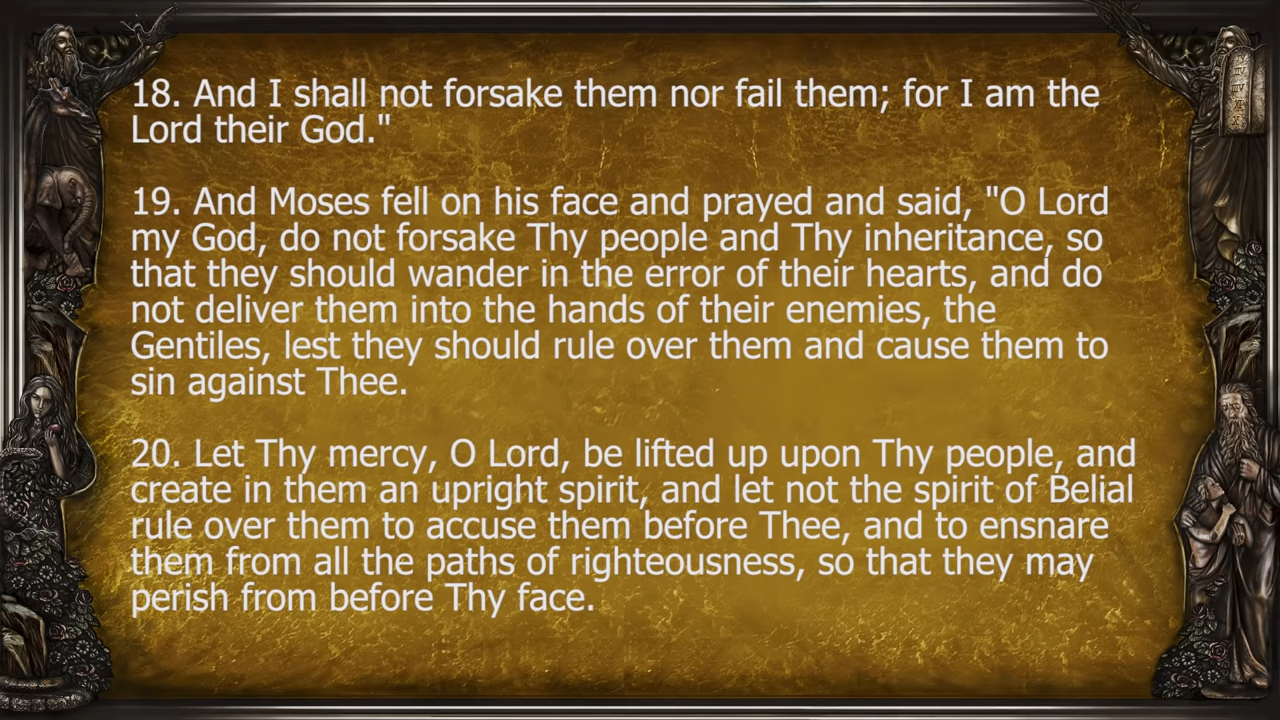 18. And I shall not forsake them nor fail them; for I am the
Lord their God."
19. And Moses fell on his face and prayed and said, "O Lord
my God, do not forsake Thy people and Thy inheritance, so
that they should wander in the error of their hearts, and do
not deliver them into the hands of their enemies, the
Gentiles, lest they should rule over them and cause them to
sin against Thee.
20. Let Thy mercy, O Lord, be lifted up upon Thy people, and
create in them an upright spirit, and let not the spirit of Belial
rule over them to accuse them before Thee, and to ensnare
them from all the paths of righteousness, so that they may
perish from before Thy face.